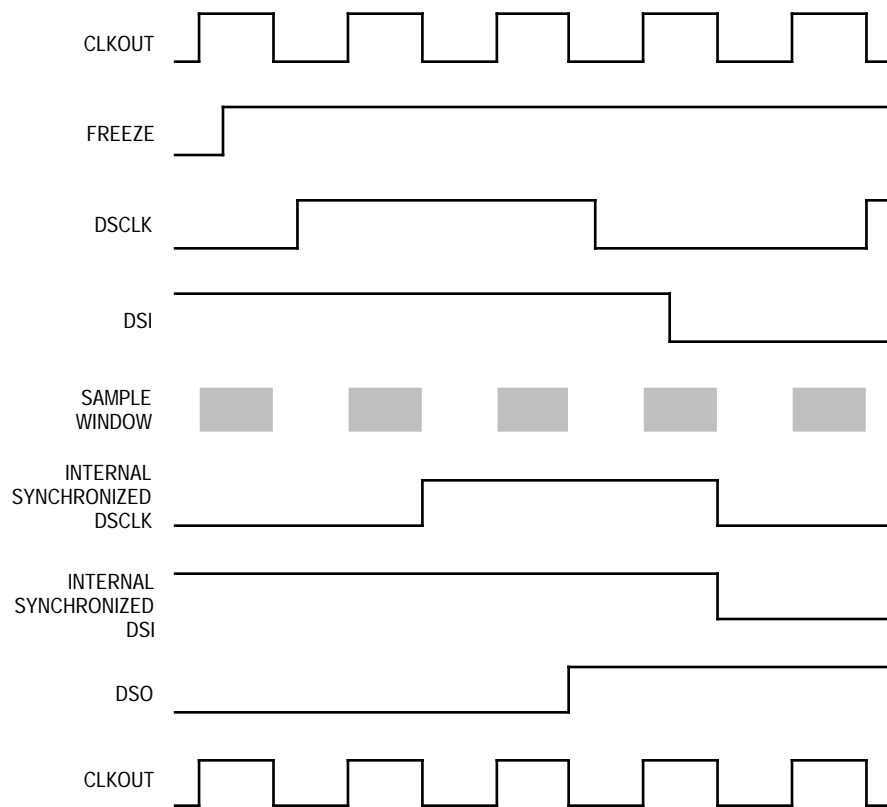 CLKOUT
FREEZE
DSCLK
DSI
SAMPLE
WINDOW
INTERNAL
SYNCHRONIZED
DSCLK
INTERNAL
SYNCHRONIZED
DSI
DSO
CLKOUT